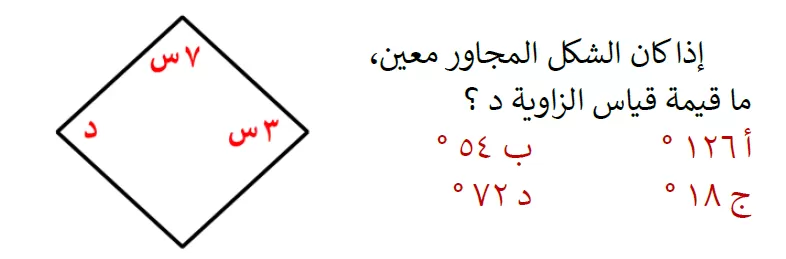 إذا كان الشكل المجاور معين،
ما قيمة قياس الزاوية د ؟
أ ١٢٦ °
ب ٥٤ °
ج ١٨ °
د ٧٢ °
٧ س
٣ س
د